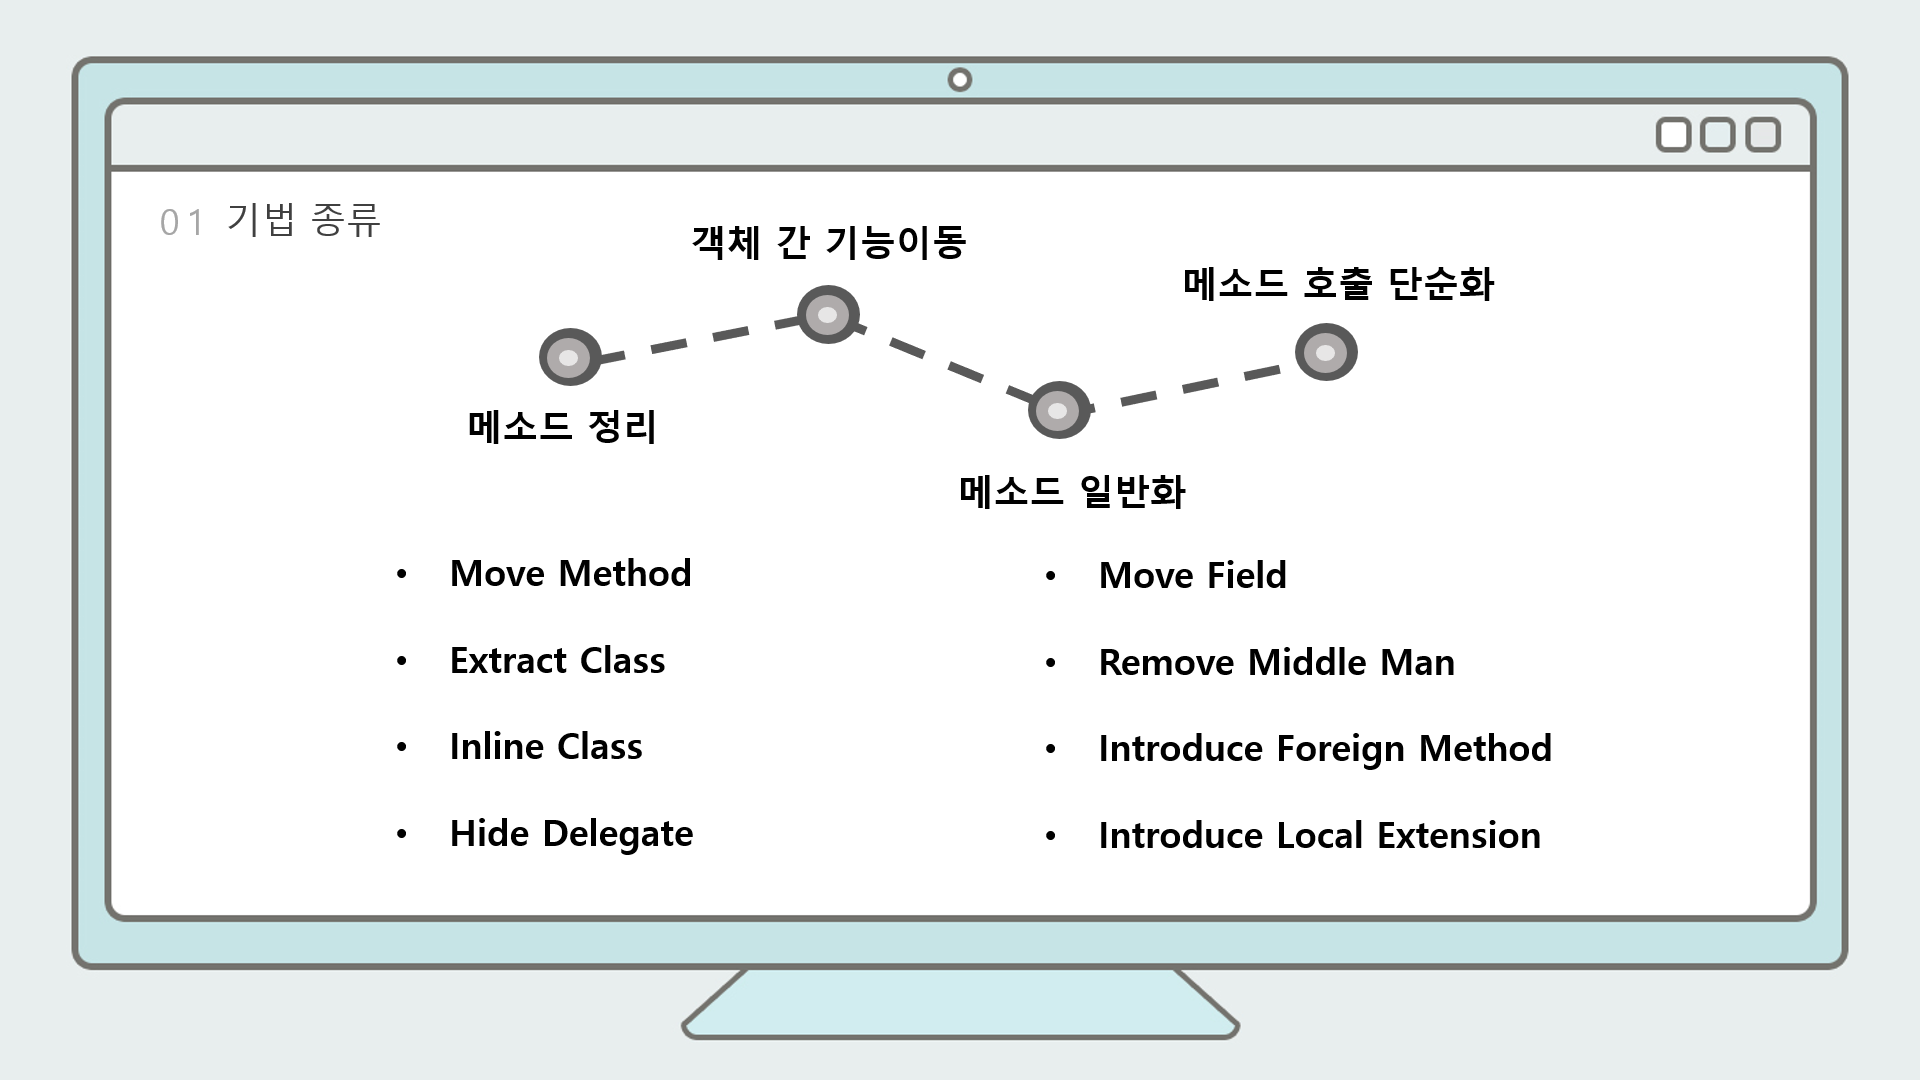 01 기법 종류
객체 간 기능이동
메소드 호출 단순화
메소드 정리
메소드 일반화
• Move Method
• Extract Class
• Inline Class
• Hide Delegate
• Move Field
• Remove Middle Man
• Introduce Foreign Method
• Introduce Local Extension